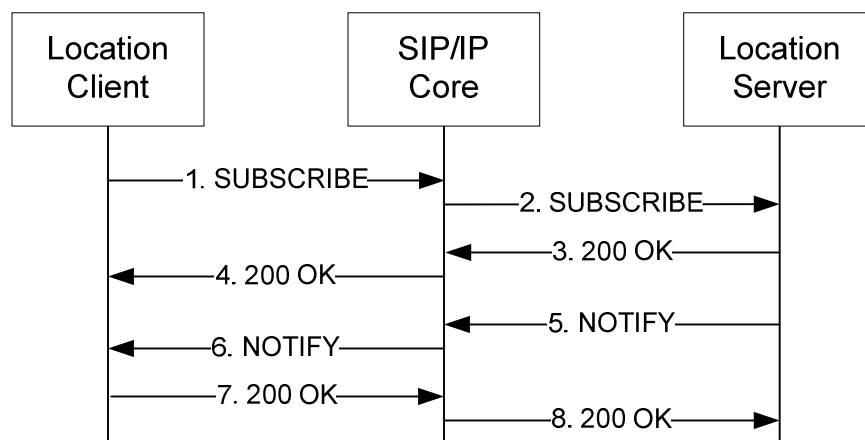 Location
Client
SIP/IP
Core
Location
Server
1. SUBSCRIBE
2. SUBSCRIBE
3. 200 OK
4. 200 OK
5. NOTIFY
6. NOTIFY
7. 200 OK
8. 200 OK